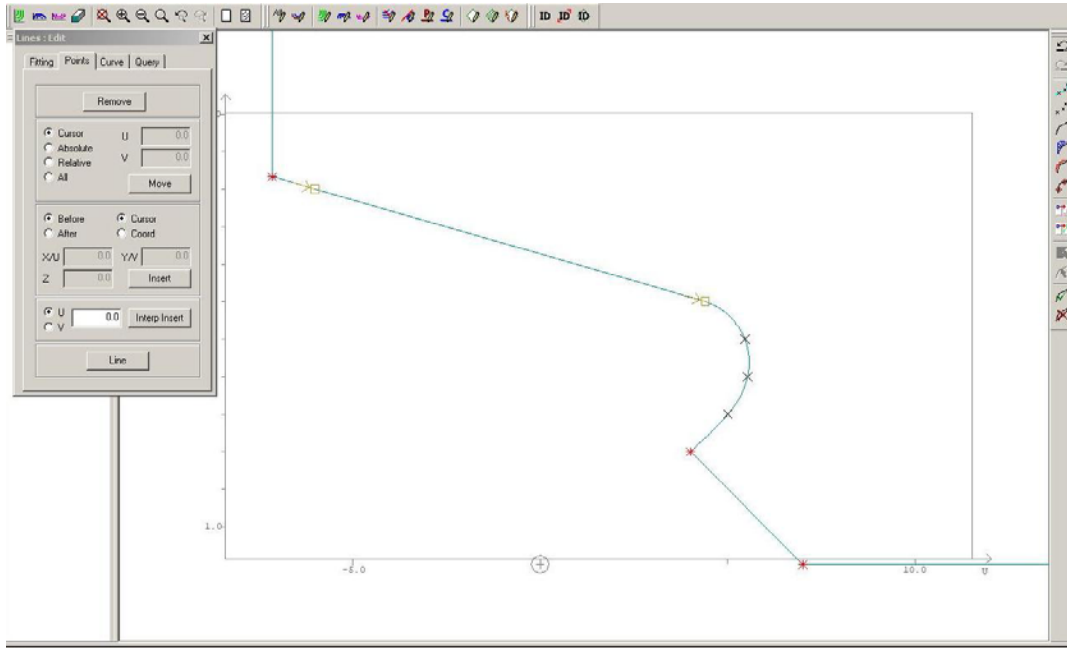 ID ID ID
Lines : Edit
Fitting Points Curve Query
Remove
Cursor U 0.0
Absolute V 0.0
Relative
All Move
Before Cursor
After Coord
X/U 0.0 Y/V 0.0
Z 0.0 Insert
U 0.0 Interp Insert
V
Line
1.0
-5.0 10.0 U